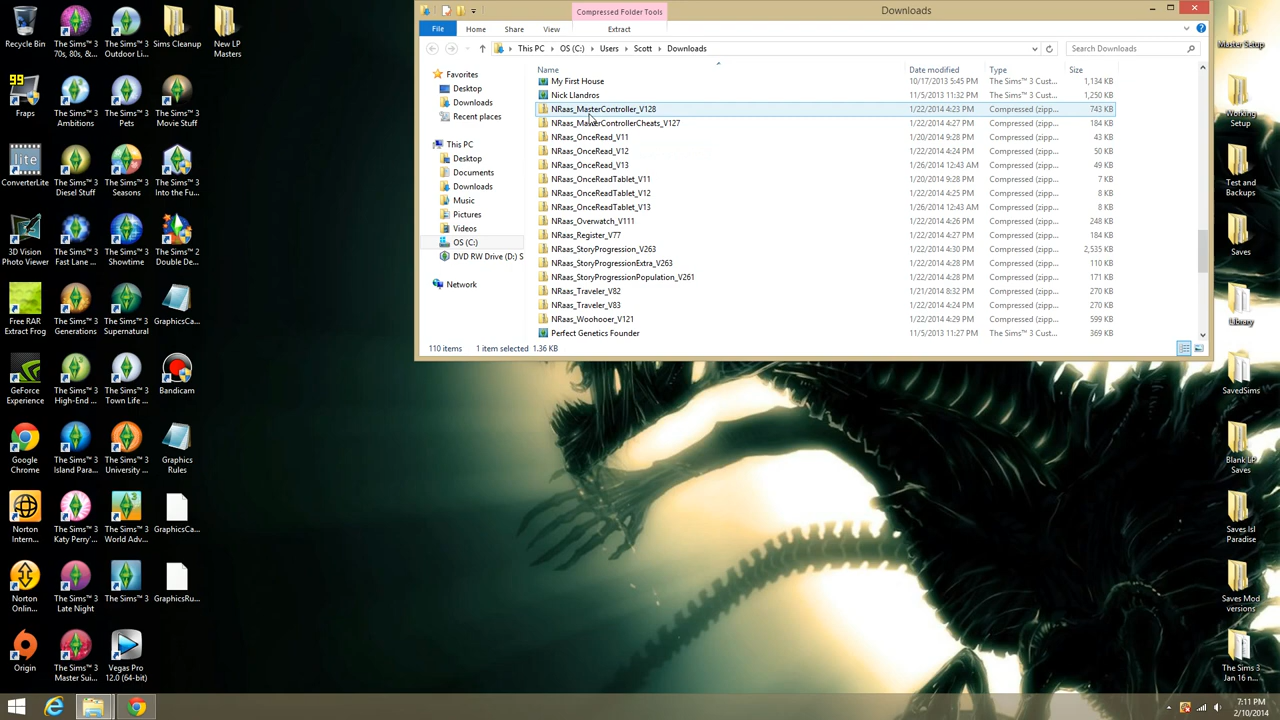 Compressed Folder Tools
Downloads
File
Home
Share
View
Extract
This PC
OS (C:)
Users
Scott
Downloads
Search Downloads
Favorites
Desktop
Downloads
Recent places
This PC
Desktop
Documents
Downloads
Music
Pictures
Videos
OS (C:)
DVD RW Drive (D:) S
Network
Name
Date modified
Type
Size
My First House 10/17/2013 5:45 PM The Sims™ 3 Cust... 1,134 KB
Nick Llandros 11/5/2013 11:32 PM The Sims™ 3 Cust... 1,250 KB
NRaas_MasterController_V128 1/22/2014 4:23 PM Compressed (zipp... 743 KB
NRaas_MasterControllerCheats_V127 1/22/2014 4:27 PM Compressed (zipp... 184 KB
NRaas_OnceRead_V11 1/20/2014 9:28 PM Compressed (zipp... 43 KB
NRaas_OnceRead_V12 1/22/2014 4:24 PM Compressed (zipp... 50 KB
NRaas_OnceRead_V13 1/26/2014 12:43 AM Compressed (zipp... 49 KB
NRaas_OnceReadTablet_V11 1/20/2014 9:28 PM Compressed (zipp... 7 KB
NRaas_OnceReadTablet_V12 1/22/2014 4:25 PM Compressed (zipp... 8 KB
NRaas_OnceReadTablet_V13 1/26/2014 12:43 AM Compressed (zipp... 8 KB
NRaas_Overwatch_V111 1/22/2014 4:26 PM Compressed (zipp... 248 KB
NRaas_Register_V77 1/22/2014 4:27 PM Compressed (zipp... 184 KB
NRaas_StoryProgression_V263 1/22/2014 4:30 PM Compressed (zipp... 2,535 KB
NRaas_StoryProgressionExtra_V263 1/22/2014 4:28 PM Compressed (zipp... 110 KB
NRaas_StoryProgressionPopulation_V261 1/22/2014 4:28 PM Compressed (zipp... 171 KB
NRaas_Traveler_V82 1/21/2014 8:32 PM Compressed (zipp... 270 KB
NRaas_Traveler_V83 1/22/2014 4:24 PM Compressed (zipp... 270 KB
NRaas_Woohooer_V121 1/22/2014 4:29 PM Compressed (zipp... 599 KB
Perfect Genetics Founder 11/5/2013 11:27 PM The Sims™ 3 Cust... 369 KB
110 items
1 item selected 1.36 KB
Recycle Bin
The Sims™ 3
70s, 80s, &...
The Sims™ 3
Outdoor Li...
Sims Cleanup
New LP
Masters
99
Fraps
The Sims™ 3
Ambitions
The Sims™ 3
Pets
The Sims™ 3
Movie Stuff
lite
ConverterLite
The Sims™ 3
Diesel Stuff
The Sims™ 3
Seasons
The Sims™ 3
Into the Fu...
3D Vision
Photo Viewer
The Sims™ 3
Fast Lane ...
The Sims™ 3
Showtime
The Sims™ 2
Double De...
Free RAR
Extract Frog
The Sims™ 3
Generations
The Sims™ 3
Supernatural
GraphicsCa...
GeForce
Experience
The Sims™ 3
High-End ...
The Sims™ 3
Town Life ...
Bandicam
Google
Chrome
The Sims™ 3
Island Para...
The Sims™ 3
University ...
Graphics
Rules
Norton
Intern...
The Sims™ 3
Katy Perry'...
The Sims™ 3
World Adv...
GraphicsCa...
Norton
Online...
The Sims™ 3
Late Night
The Sims™ 3
GraphicsRu...
Origin
The Sims™ 3
Master Sui...
Vegas Pro
12.0 (64-bit)
Master Setup
Working
Setup
Test and
Backups
Saves
Library
SavedSims
Blank LP
Saves
Saves Isl
Paradise
Saves Mod
versions
The Sims 3
Jan 16 n...
7:11 PM
2/10/2014